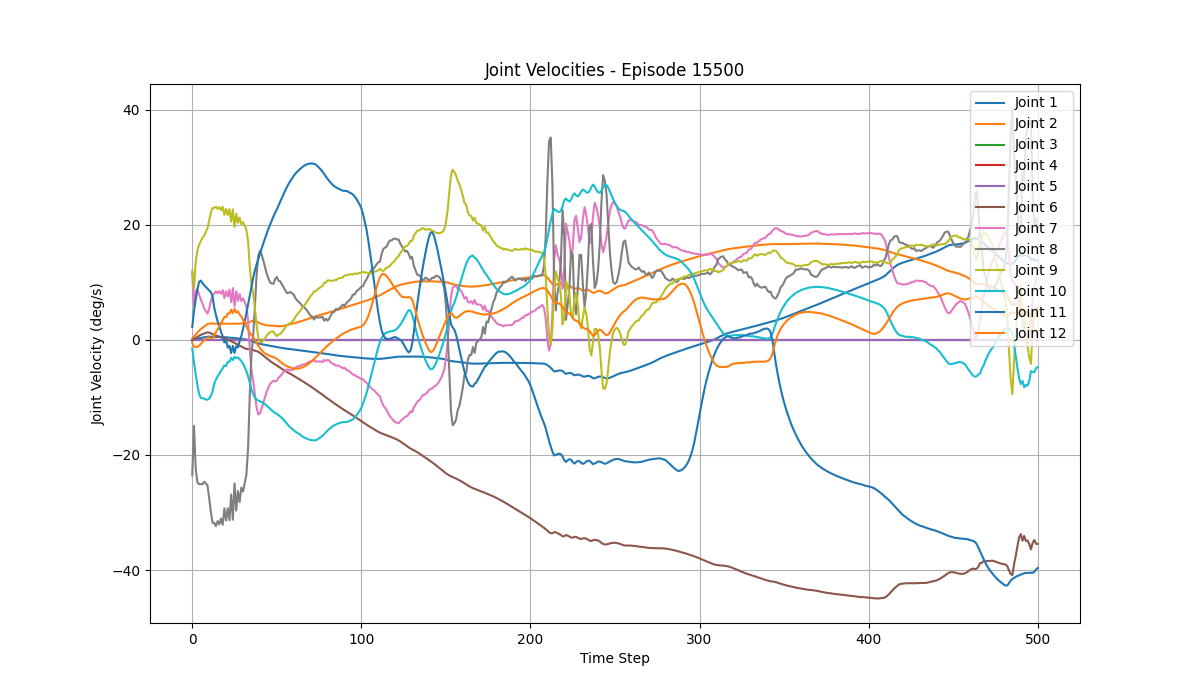 Joint Velocities - Episode 15500
Joint Velocity (deg/s)
40
20
0
−20
−40
0 100 200 300 400 500
Time Step
Joint 1
Joint 2
Joint 3
Joint 4
Joint 5
Joint 6
Joint 7
Joint 8
Joint 9
Joint 10
Joint 11
Joint 12